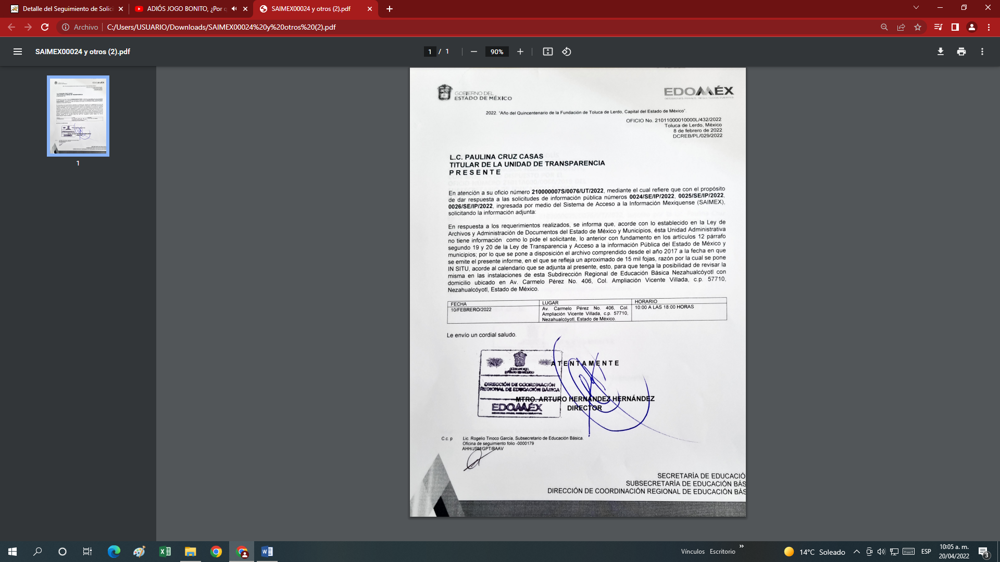 Detalle del Seguimiento de Solici
ADIÓS JOGO BONITO, ¿Por q
SAIMEX00024 y otros (2).pdf
Archivo
C:/Users/USUARIO/Downloads/SAIMEX00024%20y%20otros%20(2).pdf
SAIMEX00024 y otros (2).pdf
1 / 1
90%
1
GOBIERNO DEL
ESTADO DE MÉXICO
EDOMÉX
DECISIONES FIRMES, RESULTADOS FUERTES.
2022. "Año del Quincentenario de la Fundación de Toluca de Lerdo, Capital del Estado de México".
OFICIO No. 21011000010000L/432/2022
Toluca de Lerdo, México
8 de febrero de 2022
DCREB/PL/029/2022
L.C. PAULINA CRUZ CASAS
TITULAR DE LA UNIDAD DE TRANSPARENCIA
P R E S E N T E
En atención a su oficio número 210000007S/0076/UT/2022, mediante el cual refiere que con el propósito
de dar respuesta a las solicitudes de información pública números 0024/SE/IP/2022, 0025/SE/IP/2022,
0026/SE/IP/2022, ingresada por medio del Sistema de Acceso a la Información Mexiquense (SAIMEX),
solicitando la información adjunta:
En respuesta a los requerimientos realizados, se informa que, acorde con lo establecido en la Ley de
Archivos y Administración de Documentos del Estado de México y Municipios, ésta Unidad Administrativa
no tiene información como lo pide el solicitante, lo anterior con fundamento en los artículos 12 párrafo
segundo 19 y 20 de la Ley de Transparencia y Acceso a la información Pública del Estado de México y
municipios; por lo que se pone a disposición el archivo comprendido desde el año 2017 a la fecha en que
se emite el presente informe, en el que se refleja un aproximado de 15 mil fojas, razón por la cual se pone
IN SITU, acorde al calendario que se adjunta al presente, esto, para que tenga la posibilidad de revisar la
misma en las instalaciones de esta Subdirección Regional de Educación Básica Nezahualcóyotl con
domicilio ubicado en Av. Carmelo Pérez No. 406, Col. Ampliación Vicente Villada, c.p. 57710,
Nezahualcóyotl, Estado de México.
FECHA LUGAR HORARIO
10/FEBRERO/2022 Av. Carmelo Pérez No. 406, Col. 10:00 A LAS 18:00 HORAS
Ampliación Vicente Villada, c.p. 57710,
Nezahualcóyotl, Estado de México.
Le envío un cordial saludo.
GOBIERNO DEL
ESTADO DE MÉXICO
A T E N T A M E N T E
DIRECCIÓN DE COORDINACIÓN
REGIONAL DE EDUCACIÓN BÁSICA
EDOMÉX
MTRO. ARTURO HERNÁNDEZ HERNÁNDEZ
DIRECTOR
C.c. p Lic. Rogelio Tinoco García, Subsecretario de Educación Básica.
Oficina de seguimiento folio -0000179
AHH/JSM/GPT/BAAV
SECRETARÍA DE EDUCACIÓ
SUBSECRETARÍA DE EDUCACIÓN BÁS
DIRECCIÓN DE COORDINACIÓN REGIONAL DE EDUCACIÓN BÁS
Vínculos Escritorio
14°C Soleado
ESP
10:05 a. m.
20/04/2022
3